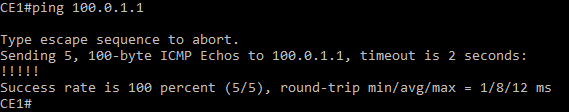 CE1#ping 100.0.1.1
Type escape sequence to abort.
Sending 5, 100-byte ICMP Echos to 100.0.1.1, timeout is 2 seconds:
!!!!!
Success rate is 100 percent (5/5), round-trip min/avg/max = 1/8/12 ms
CE1#